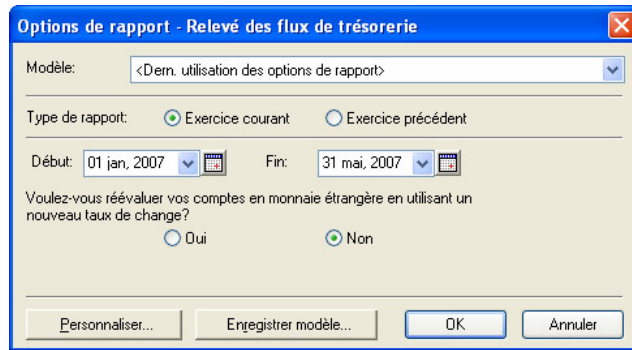 Options de rapport - Relevé des flux de trésorerie
Modèle: <Dern. utilisation des options de rapport>
Type de rapport: Exercice courant Exercice précédent
Début: 01 jan, 2007 Fin: 31 mai, 2007
Voulez-vous réévaluer vos comptes en monnaie étrangère en utilisant un
nouveau taux de change?
Oui Non
Personnaliser... Enregistrer modèle... OK Annuler